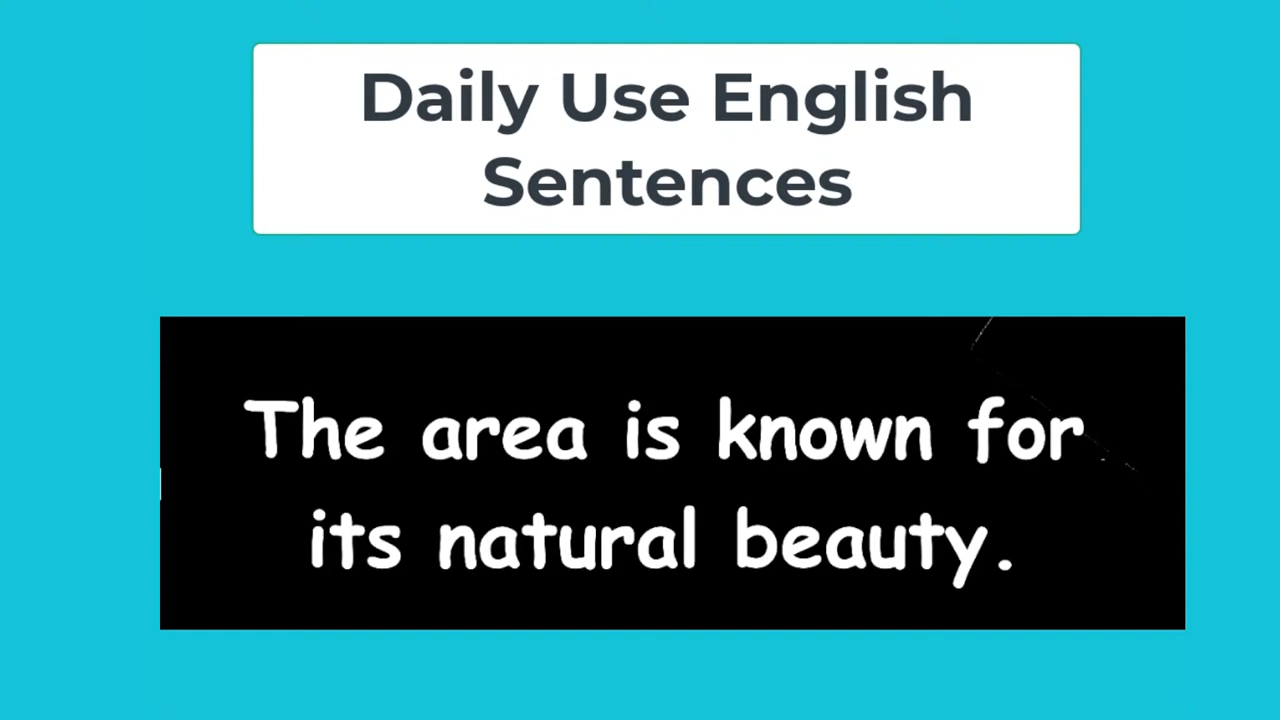 Daily Use English
Sentences
The area is known for
its natural beauty.